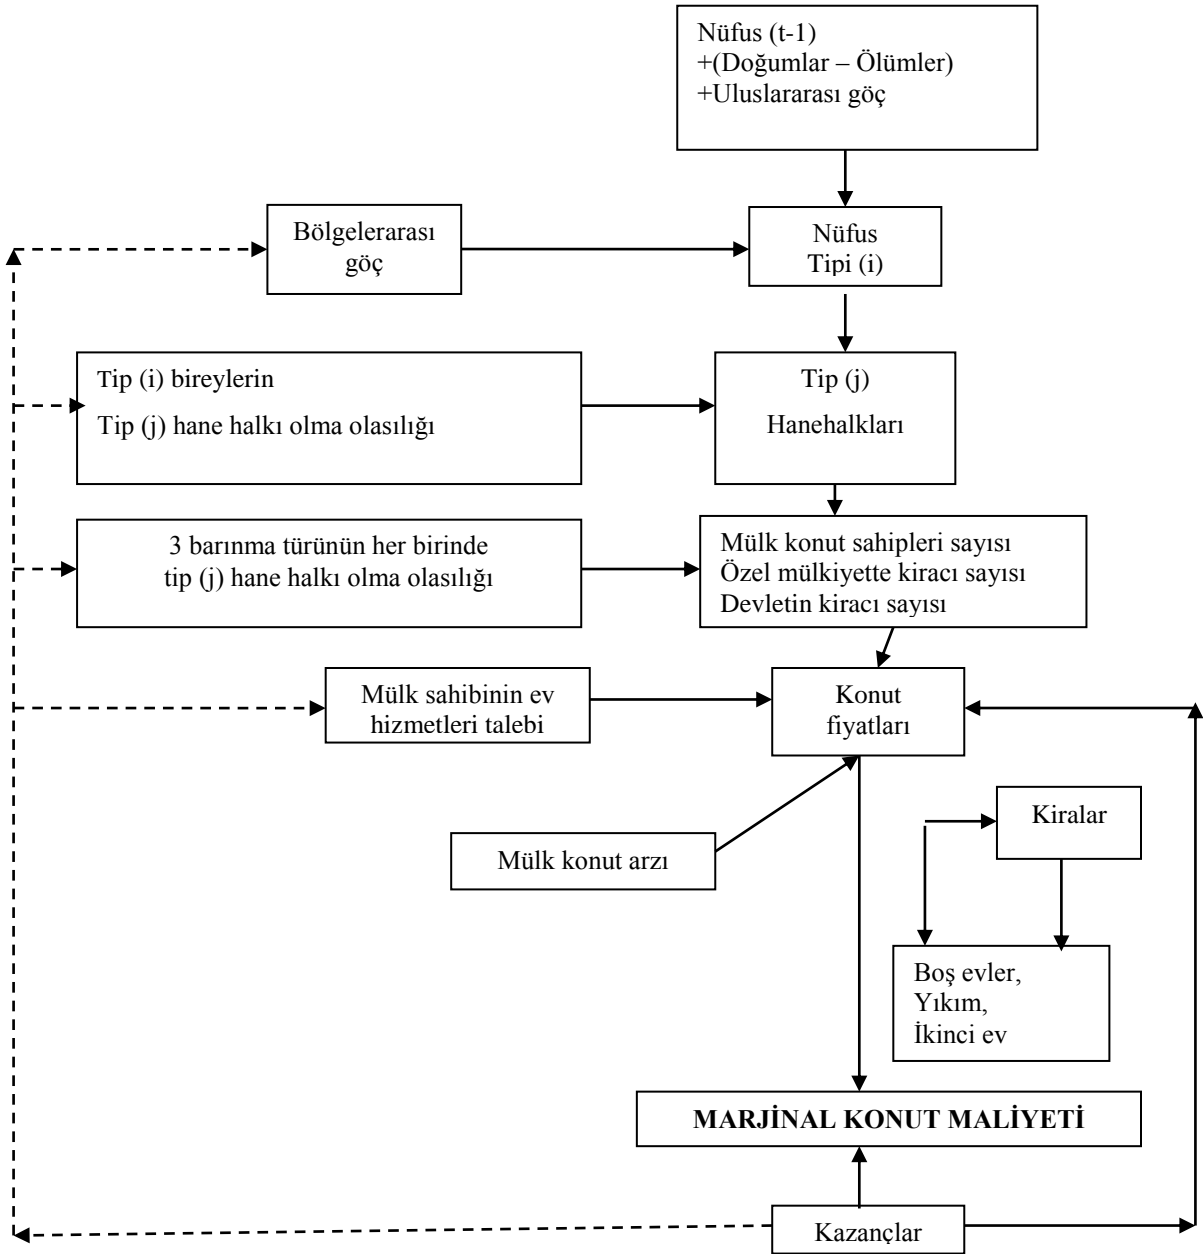 Nüfus (t-1)
+(Doğumlar – Ölümler)
+Uluslararası göç
Bölgelerarası
göç
Nüfus
Tipi (i)
Tip (i) bireylerin
Tip (j) hane halkı olma olasılığı
Tip (j)
Hanehalkları
3 barınma türünün her birinde
tip (j) hane halkı olma olasılığı
Mülk konut sahipleri sayısı
Özel mülkiyette kiracı sayısı
Devletin kiracı sayısı
Mülk sahibinin ev
hizmetleri talebi
Konut
fiyatları
Kiralar
Mülk konut arzı
Boş evler,
Yıkım,
İkinci ev
MARJİNAL KONUT MALİYETİ
Kazançlar